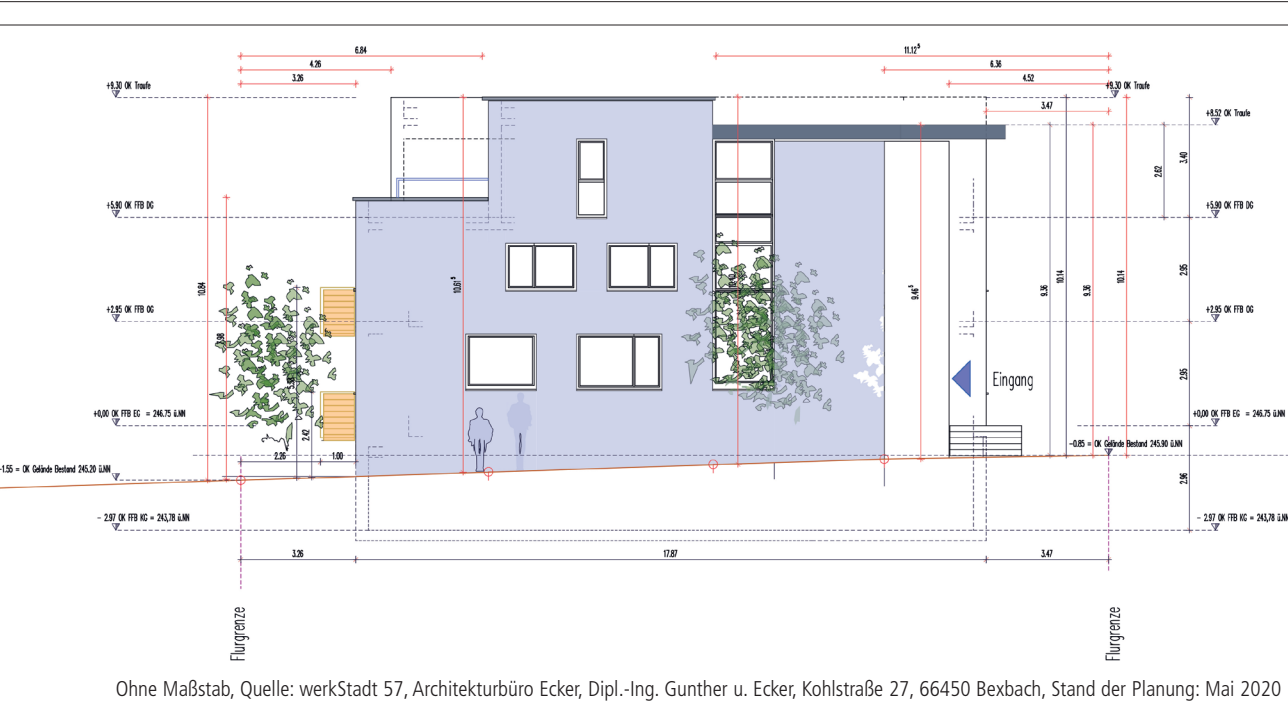 6.84
11.12⁵
4.26
6.36
3.26
4.52
+9.30 OK Traufe
+9.30 OK Traufe
3.47
+8.52 OK Traufe
3.40
2.62
+5.90 OK FFB DG
+5.90 OK FFB DG
10.84
10.61⁵
9.46⁵
9.36
10.14
9.36
10.14
2.95
+2.95 OK FFB OG
+2.95 OK FFB OG
2.95
Eingang
+0,00 OK FFB EG = 246.75 ü.NN
+0,00 OK FFB EG = 246.75 ü.NN
2.42
-0.85 = OK Gelände Bestand 245.90 ü.NN
2.26
1.00
-1.55 = OK Gelände Bestand 245.20 ü.NN
2.96
- 2.97 OK FFB KG = 243,78 ü.NN
- 2.97 OK FFB KG = 243,78 ü.NN
3.26
17.87
3.47
Flurgrenze
Flurgrenze
Ohne Maßstab, Quelle: werkStadt 57, Architekturbüro Ecker, Dipl.-Ing. Gunther u. Ecker, Kohlstraße 27, 66450 Bexbach, Stand der Planung: Mai 2020